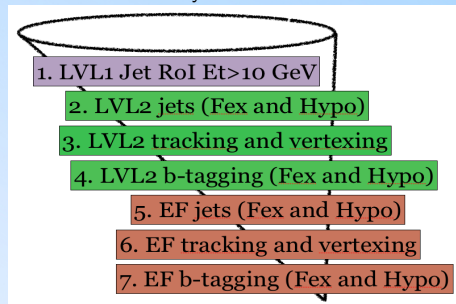 1. LVL1 Jet RoI Et>10 GeV
2. LVL2 jets (Fex and Hypo)
3. LVL2 tracking and vertexing
4. LVL2 b-tagging (Fex and Hypo)
5. EF jets (Fex and Hypo)
6. EF tracking and vertexing
7. EF b-tagging (Fex and Hypo)